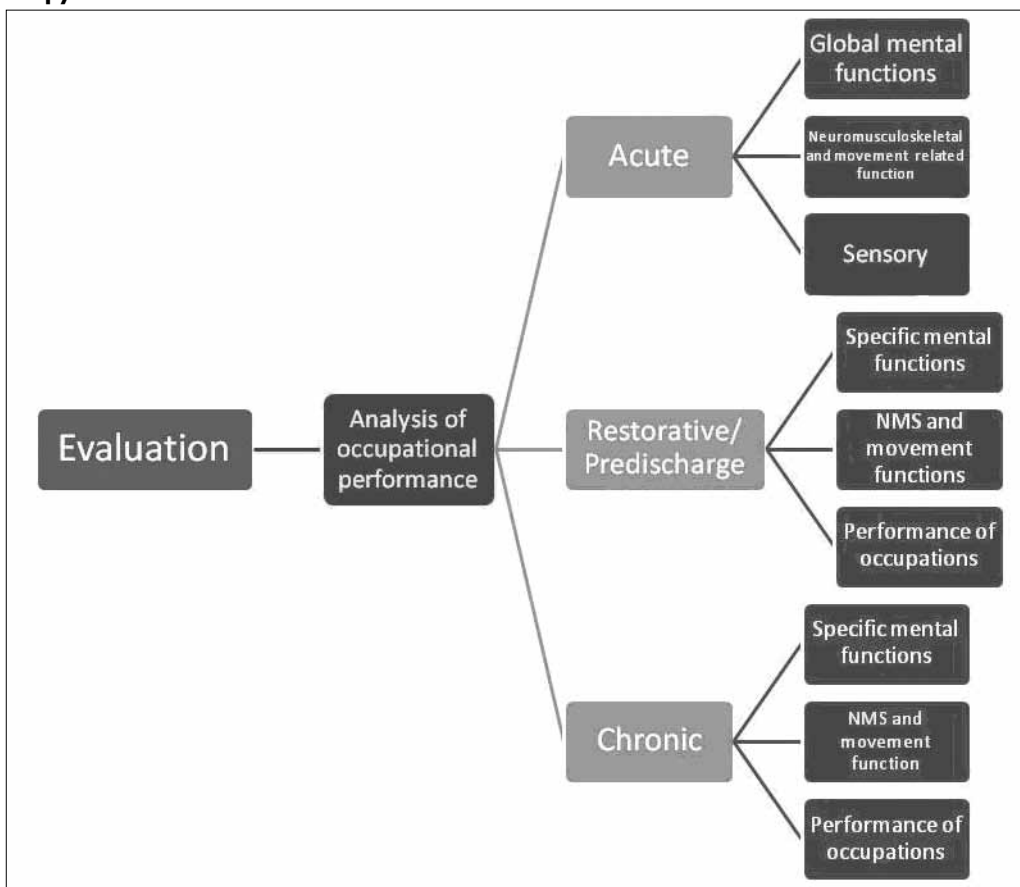 Global mental
functions
Neuromusculoskeletal
and movement related
function
Acute
Sensory
Specific mental
functions
Evaluation
Analysis of
occupational
performance
Restorative/
Predischarge
NMS and
movement
functions
Performance of
occupations
Specific mental
functions
Chronic
NMS and
movement
function
Performance of
occupations